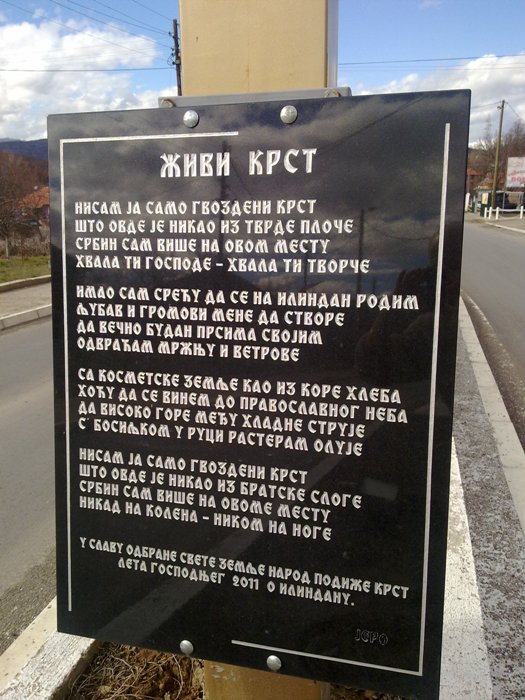 ЖИВИ КРСТ
НИСАМ ЈА САМО ГВОЗДЕНИ КРСТ
ШТО ОВДЕ ЈЕ НИКАО ИЗ ТВРДЕ ПЛОЧЕ
СРБИН САМ ВИШЕ НА ОВОМ МЕСТУ
ХВАЛА ТИ ГОСПОДЕ - ХВАЛА ТИ ТВОРЧЕ
ИМАО САМ СРЕЋУ ДА СЕ НА ИЛИНДАН РОДИМ
ЉУБАВ И ГРОМОВИ МЕНЕ ДА СТВОРЕ
ДА ВЕЧНО БУДАН ПРСИМА СВОЈИМ
ОДВРАЋАМ МРЖЊУ И ВЕТРОВЕ
СА КОСМЕТСКЕ ЗЕМЉЕ КАО ИЗ КОРЕ ХЛЕБА
ХОЋУ ДА СЕ ВИНЕМ ДО ПРАВОСЛАВНОГ НЕБА
ДА ВИСОКО ГОРЕ МЕЂУ ХЛАДНЕ СТРУЈЕ
С' БОСИЉКОМ У РУЦИ РАСТЕРАМ ОЛУЈЕ
НИСАМ ЈА САМО ГВОЗДЕНИ КРСТ
ШТО ОВДЕ ЈЕ НИКАО ИЗ БРАТСКЕ СЛОГЕ
СРБИН САМ ВИШЕ НА ОВОМЕ МЕСТУ
НИКАД НА КОЛЕНА - НИКОМ НА НОГЕ
У СЛАВУ ОДБРАНЕ СВЕТЕ ЗЕМЉЕ НАРОД ПОДИЖЕ КРСТ
ЛЕТА ГОСПОДЊЕГ 2011 О ИЛИНДАНУ.
ЈЕРО